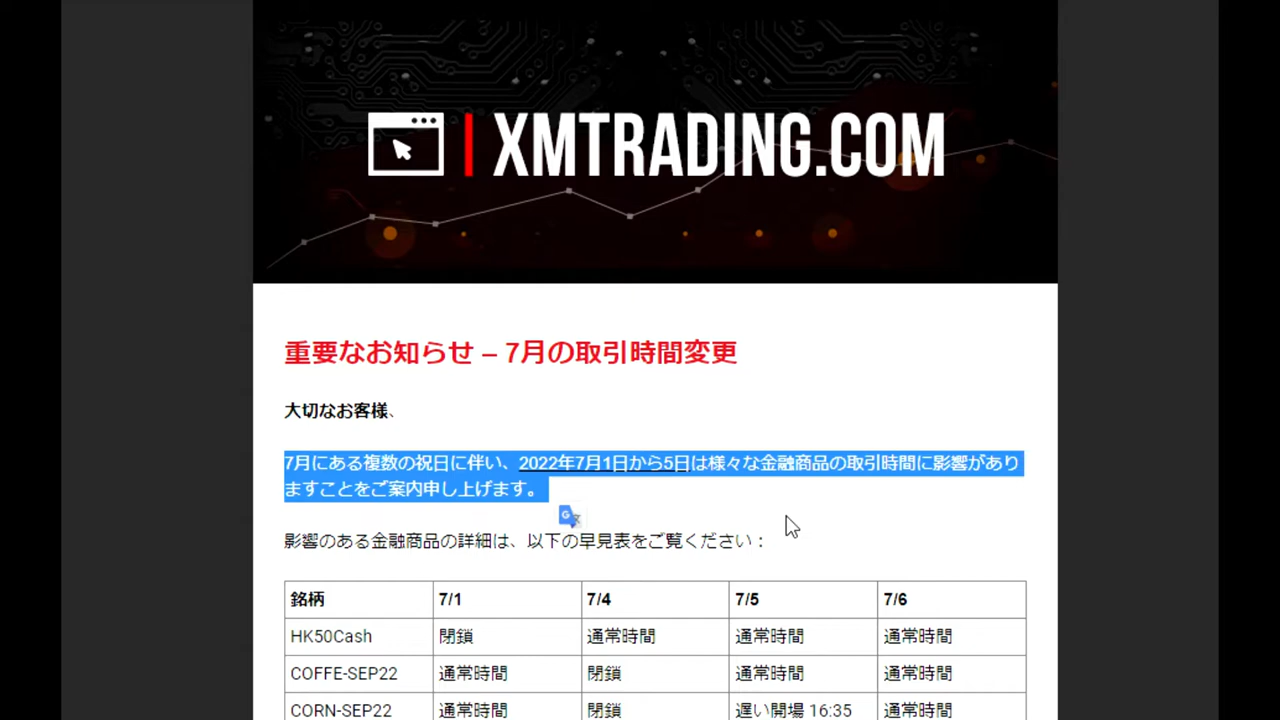 XMTRADING.COM
重要なお知らせ – 7月の取引時間変更
大切なお客様、
7月にある複数の祝日に伴い、2022年7月1日から5日は様々な金融商品の取引時間に影響があり
ますことをご案内申し上げます。
影響のある金融商品の詳細は、以下の早見表をご覧ください：
銘柄 7/1 7/4 7/5 7/6
HK50Cash 閉鎖 通常時間 通常時間 通常時間
COFFE-SEP22 通常時間 閉鎖 通常時間 通常時間
CORN-SEP22 通常時間 閉鎖 遅い開場 16:35 通常時間